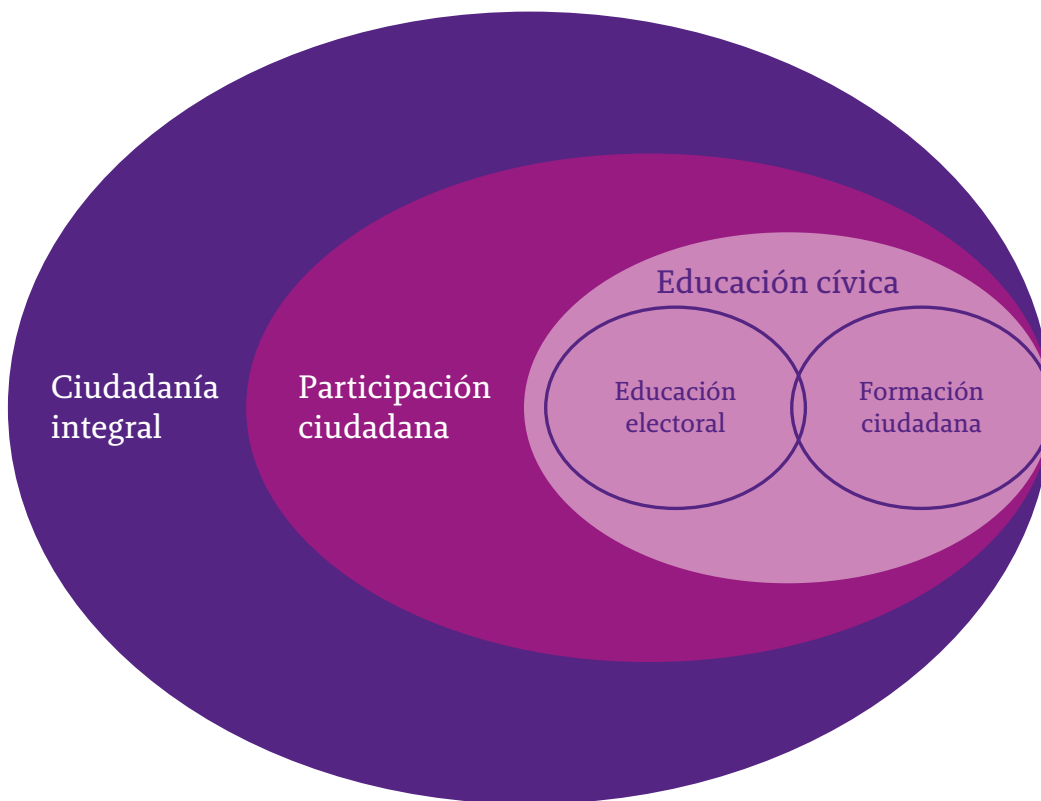 Educación cívica
Ciudadanía
integral
Participación
ciudadana
Educación
electoral
Formación
ciudadana